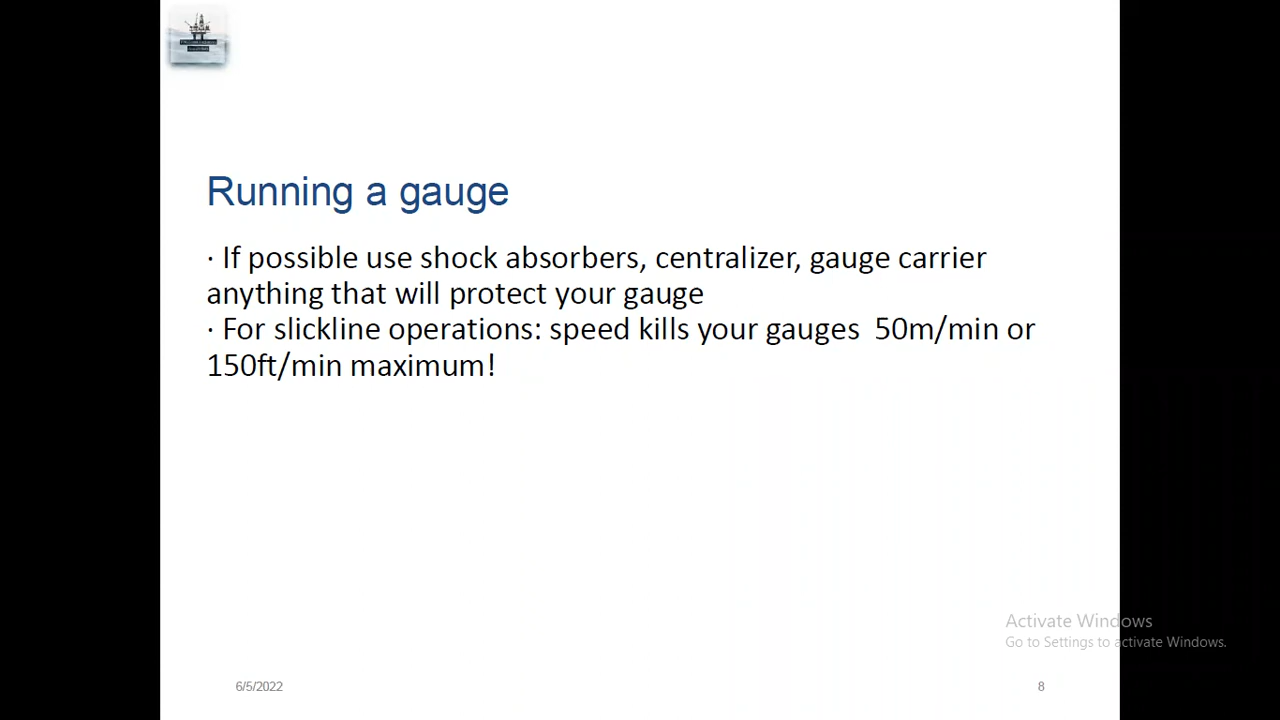 Running a gauge
· If possible use shock absorbers, centralizer, gauge carrier
anything that will protect your gauge
· For slickline operations: speed kills your gauges  50m/min or
150ft/min maximum!
Activate Windows
Go to Settings to activate Windows.
6/5/2022
8